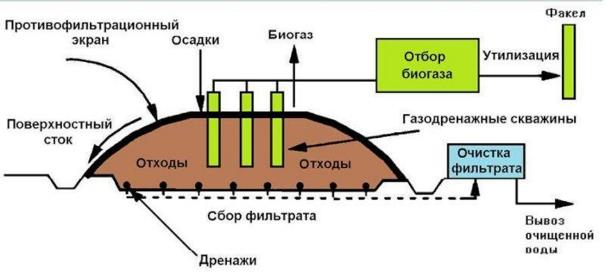 Факел
Противофильтрационный
экран
Осадки
Биогаз
Отбор
биогаза
Утилизация
Поверхностный
сток
Газодренажные скважины
Отходы
Отходы
Очистка
фильтрата
Сбор фильтрата
Вывоз
очищенной
воды
Дренажи